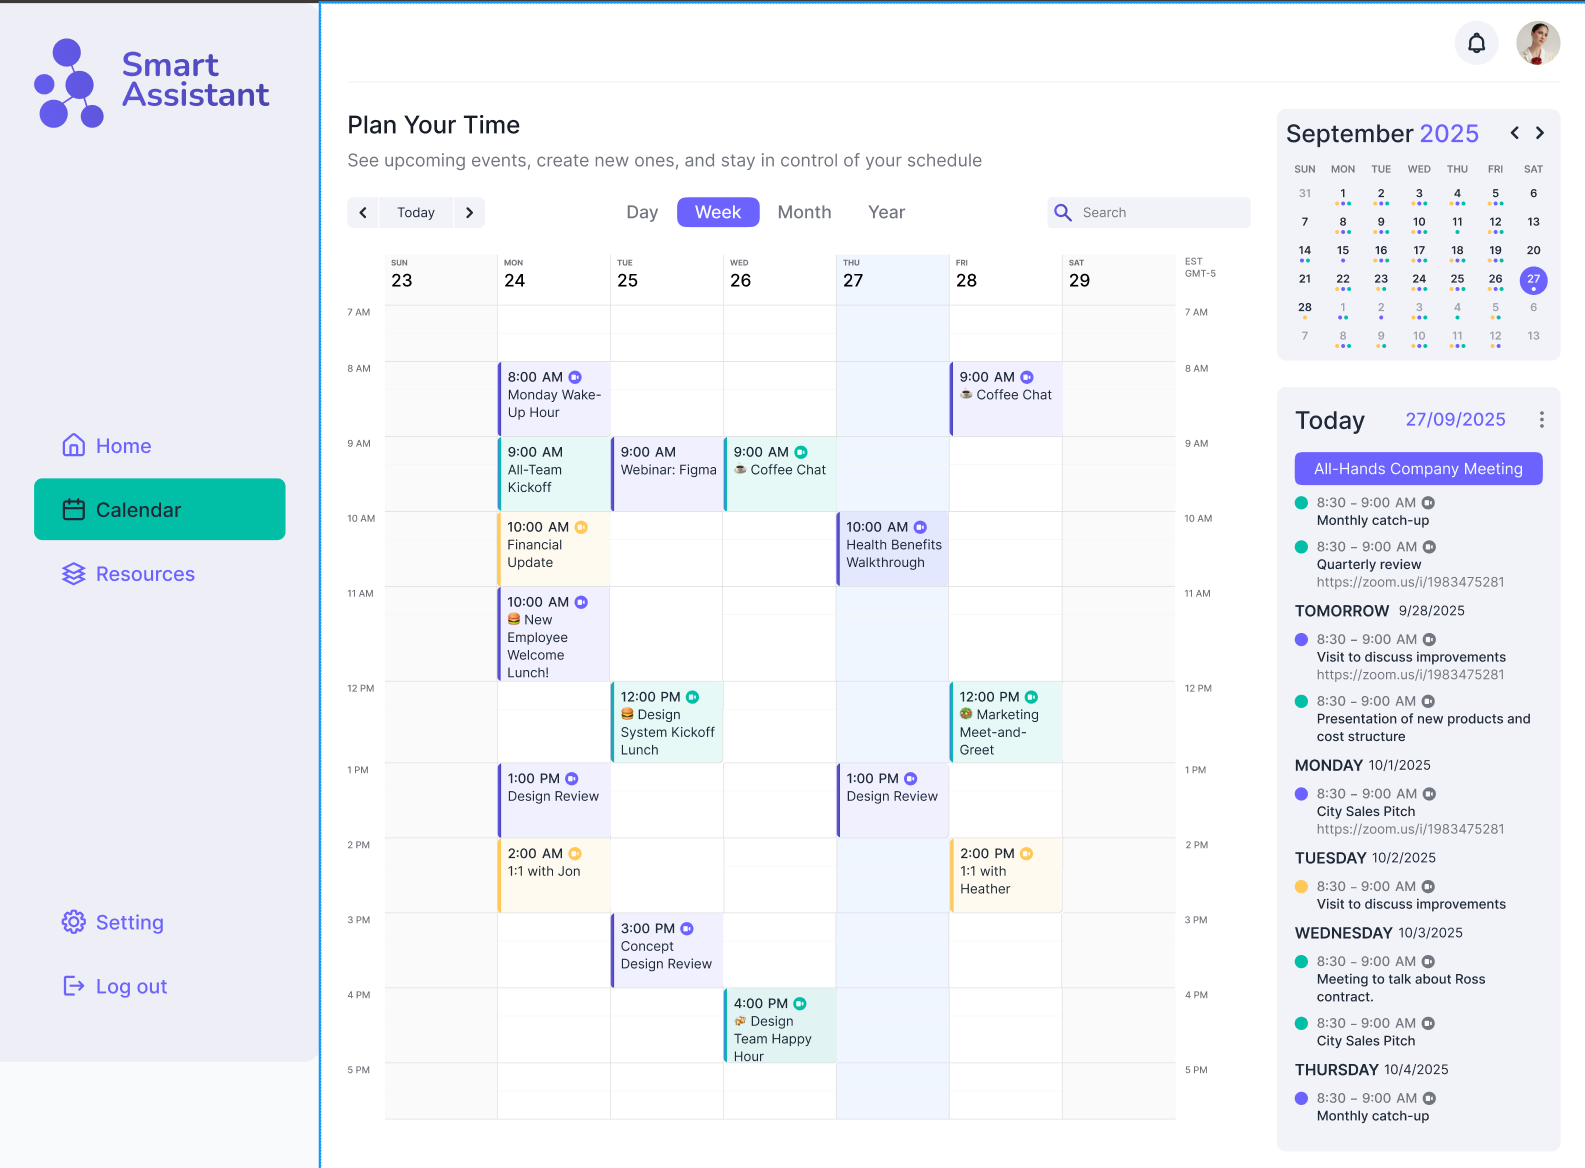 Smart
Assistant
Home
Calendar
Resources
Setting
Log out
Plan Your Time
See upcoming events, create new ones, and stay in control of your schedule
Today
Day Week Month Year
Search
SUN MON TUE WED THU FRI SAT EST
23 24 25 26 27 28 29 GMT-5
7 AM 7 AM
8 AM 8 AM
8:00 AM
Monday Wake-
Up Hour
9:00 AM
☕ Coffee Chat
9 AM 9 AM
9:00 AM
All-Team
Kickoff
9:00 AM
Webinar: Figma
9:00 AM
☕ Coffee Chat
10 AM 10 AM
10:00 AM
Financial
Update
10:00 AM
Health Benefits
Walkthrough
11 AM 11 AM
10:00 AM
🍔 New
Employee
Welcome
Lunch!
12 PM 12 PM
12:00 PM
🍔 Design
System Kickoff
Lunch
12:00 PM
🥗 Marketing
Meet-and-
Greet
1 PM 1 PM
1:00 PM
Design Review
1:00 PM
Design Review
2 PM 2 PM
2:00 AM
1:1 with Jon
2:00 PM
1:1 with
Heather
3 PM 3 PM
3:00 PM
Concept
Design Review
4 PM 4 PM
4:00 PM
🍻 Design
Team Happy
Hour
5 PM 5 PM
September 2025
SUN MON TUE WED THU FRI SAT
31 1 2 3 4 5 6
7 8 9 10 11 12 13
14 15 16 17 18 19 20
21 22 23 24 25 26 27
28 1 2 3 4 5 6
7 8 9 10 11 12 13
Today 27/09/2025
All-Hands Company Meeting
8:30 – 9:00 AM
Monthly catch-up
8:30 – 9:00 AM
Quarterly review
https://zoom.us/i/1983475281
TOMORROW 9/28/2025
8:30 – 9:00 AM
Visit to discuss improvements
https://zoom.us/i/1983475281
8:30 – 9:00 AM
Presentation of new products and
cost structure
MONDAY 10/1/2025
8:30 – 9:00 AM
City Sales Pitch
https://zoom.us/i/1983475281
TUESDAY 10/2/2025
8:30 – 9:00 AM
Visit to discuss improvements
WEDNESDAY 10/3/2025
8:30 – 9:00 AM
Meeting to talk about Ross
contract.
8:30 – 9:00 AM
City Sales Pitch
THURSDAY 10/4/2025
8:30 – 9:00 AM
Monthly catch-up